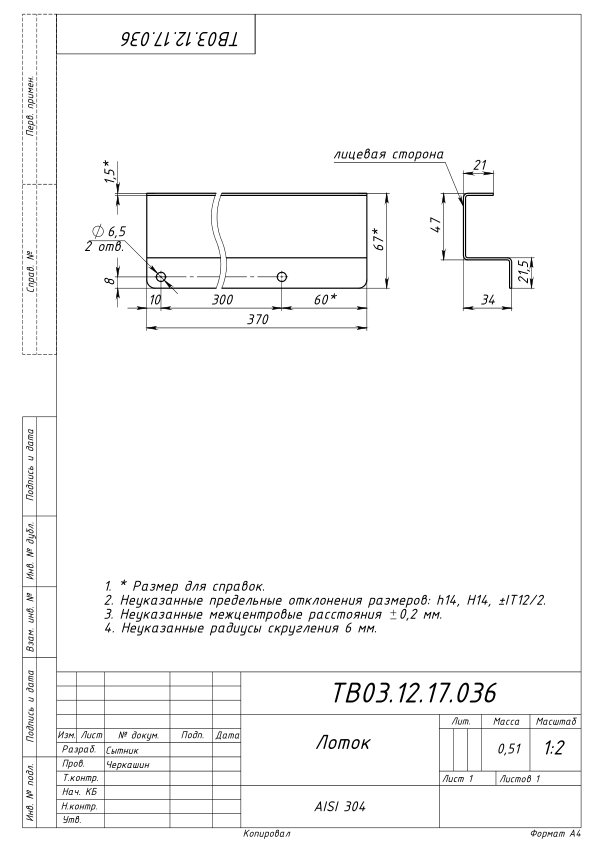 ТВ03.12.17.036
Перв. примен.
Справ. №
Подпись и дата
Инв. № дубл.
Взам. инв. №
Подпись и дата
Инв. № подл.
лицевая сторона
21
1,5*
⌀ 6,5
2 отв.
8
10
300
60*
370
67*
47
21,5
34
1. * Размер для справок.
2. Неуказанные предельные отклонения размеров: h14, H14, ±IT12/2.
3. Неуказанные межцентровые расстояния ±0,2 мм.
4. Неуказанные радиусы скругления 6 мм.
ТВ03.12.17.036
Изм. Лист № докум. Подп. Дата
Разраб. Сытник
Пров. Черкашин
Т.контр.
Нач. КБ
Н.контр.
Утв.
Лоток
AISI 304
Лит. Масса Масштаб
0,51 1:2
Лист 1 Листов 1
Копировал Формат А4